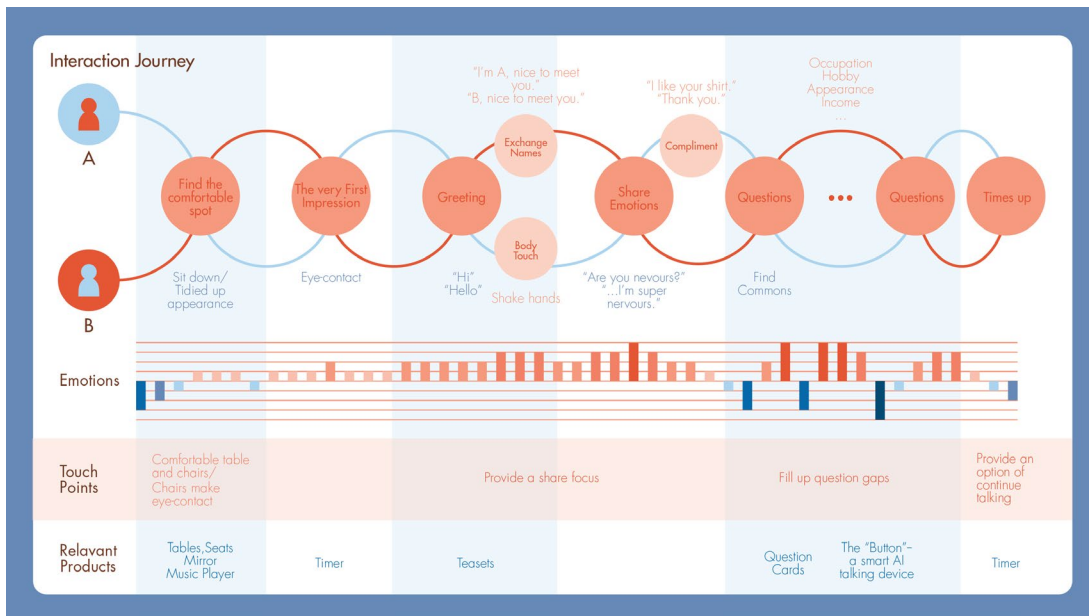 Interaction Journey
"I'm A, nice to meet
you."
"B, nice to meet you."
"I like your shirt."
"Thank you."
Occupation
Hobby
Appearance
Income
...
A
Exchange
Names
Compliment
Find the
comfortable
spot
The very First
Impression
Greeting
Share
Emotions
Questions
...
Questions
Times up
Body
Touch
B
Sit down/
Tidied up
appearance
Eye-contact
"Hi"
"Hello"
Shake hands
"Are you nevours?"
"...I'm super
nervours."
Find
Commons
Emotions
Touch
Points
Comfortable table
and chairs/
Chairs make
eye-contact
Provide a share focus
Fill up question gaps
Provide an
option of
continue
talking
Relavant
Products
Tables,Seats
Mirror
Music Player
Timer
Teasets
Question
Cards
The "Button"–
a smart AI
talking device
Timer